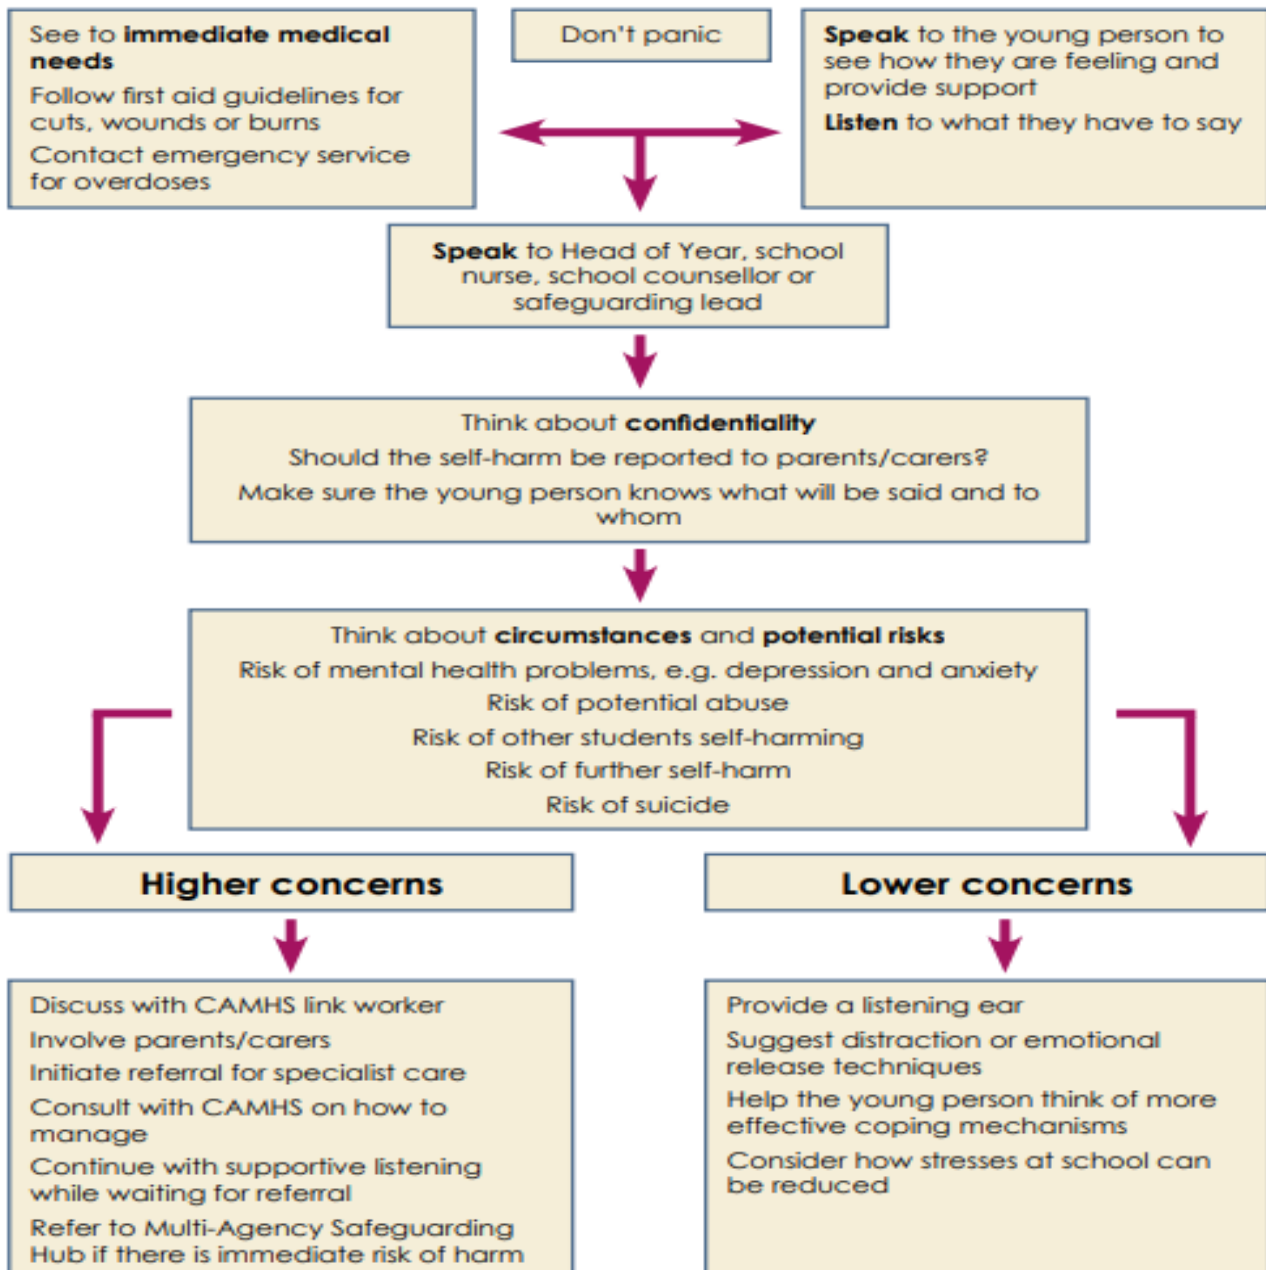 See to immediate medical
needs
Follow first aid guidelines for
cuts, wounds or burns
Contact emergency service
for overdoses
Don't panic
Speak to the young person to
see how they are feeling and
provide support
Listen to what they have to say
Speak to Head of Year, school
nurse, school counsellor or
safeguarding lead
Think about confidentiality
Should the self-harm be reported to parents/carers?
Make sure the young person knows what will be said and to
whom
Think about circumstances and potential risks
Risk of mental health problems, e.g. depression and anxiety
Risk of potential abuse
Risk of other students self-harming
Risk of further self-harm
Risk of suicide
Higher concerns
Discuss with CAMHS link worker
Involve parents/carers
Initiate referral for specialist care
Consult with CAMHS on how to
manage
Continue with supportive listening
while waiting for referral
Refer to Multi-Agency Safeguarding
Hub if there is immediate risk of harm
Lower concerns
Provide a listening ear
Suggest distraction or emotional
release techniques
Help the young person think of more
effective coping mechanisms
Consider how stresses at school can
be reduced